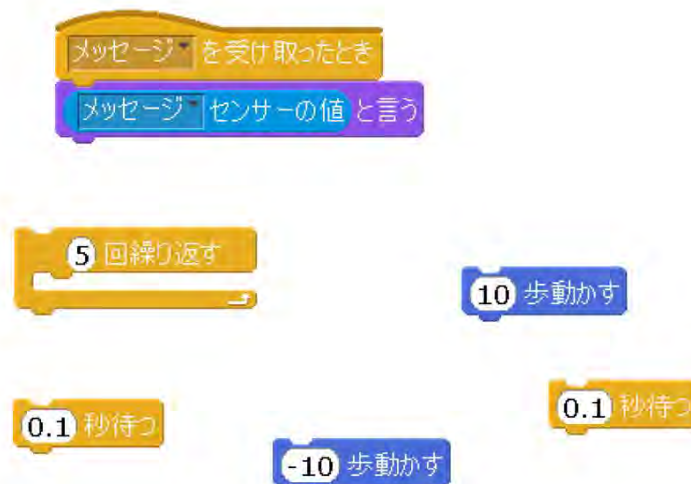 メッセージ を受け取ったとき
メッセージ センサーの値 と言う
5 回繰り返す
10 歩動かす
0.1 秒待つ
0.1 秒待つ
-10 歩動かす